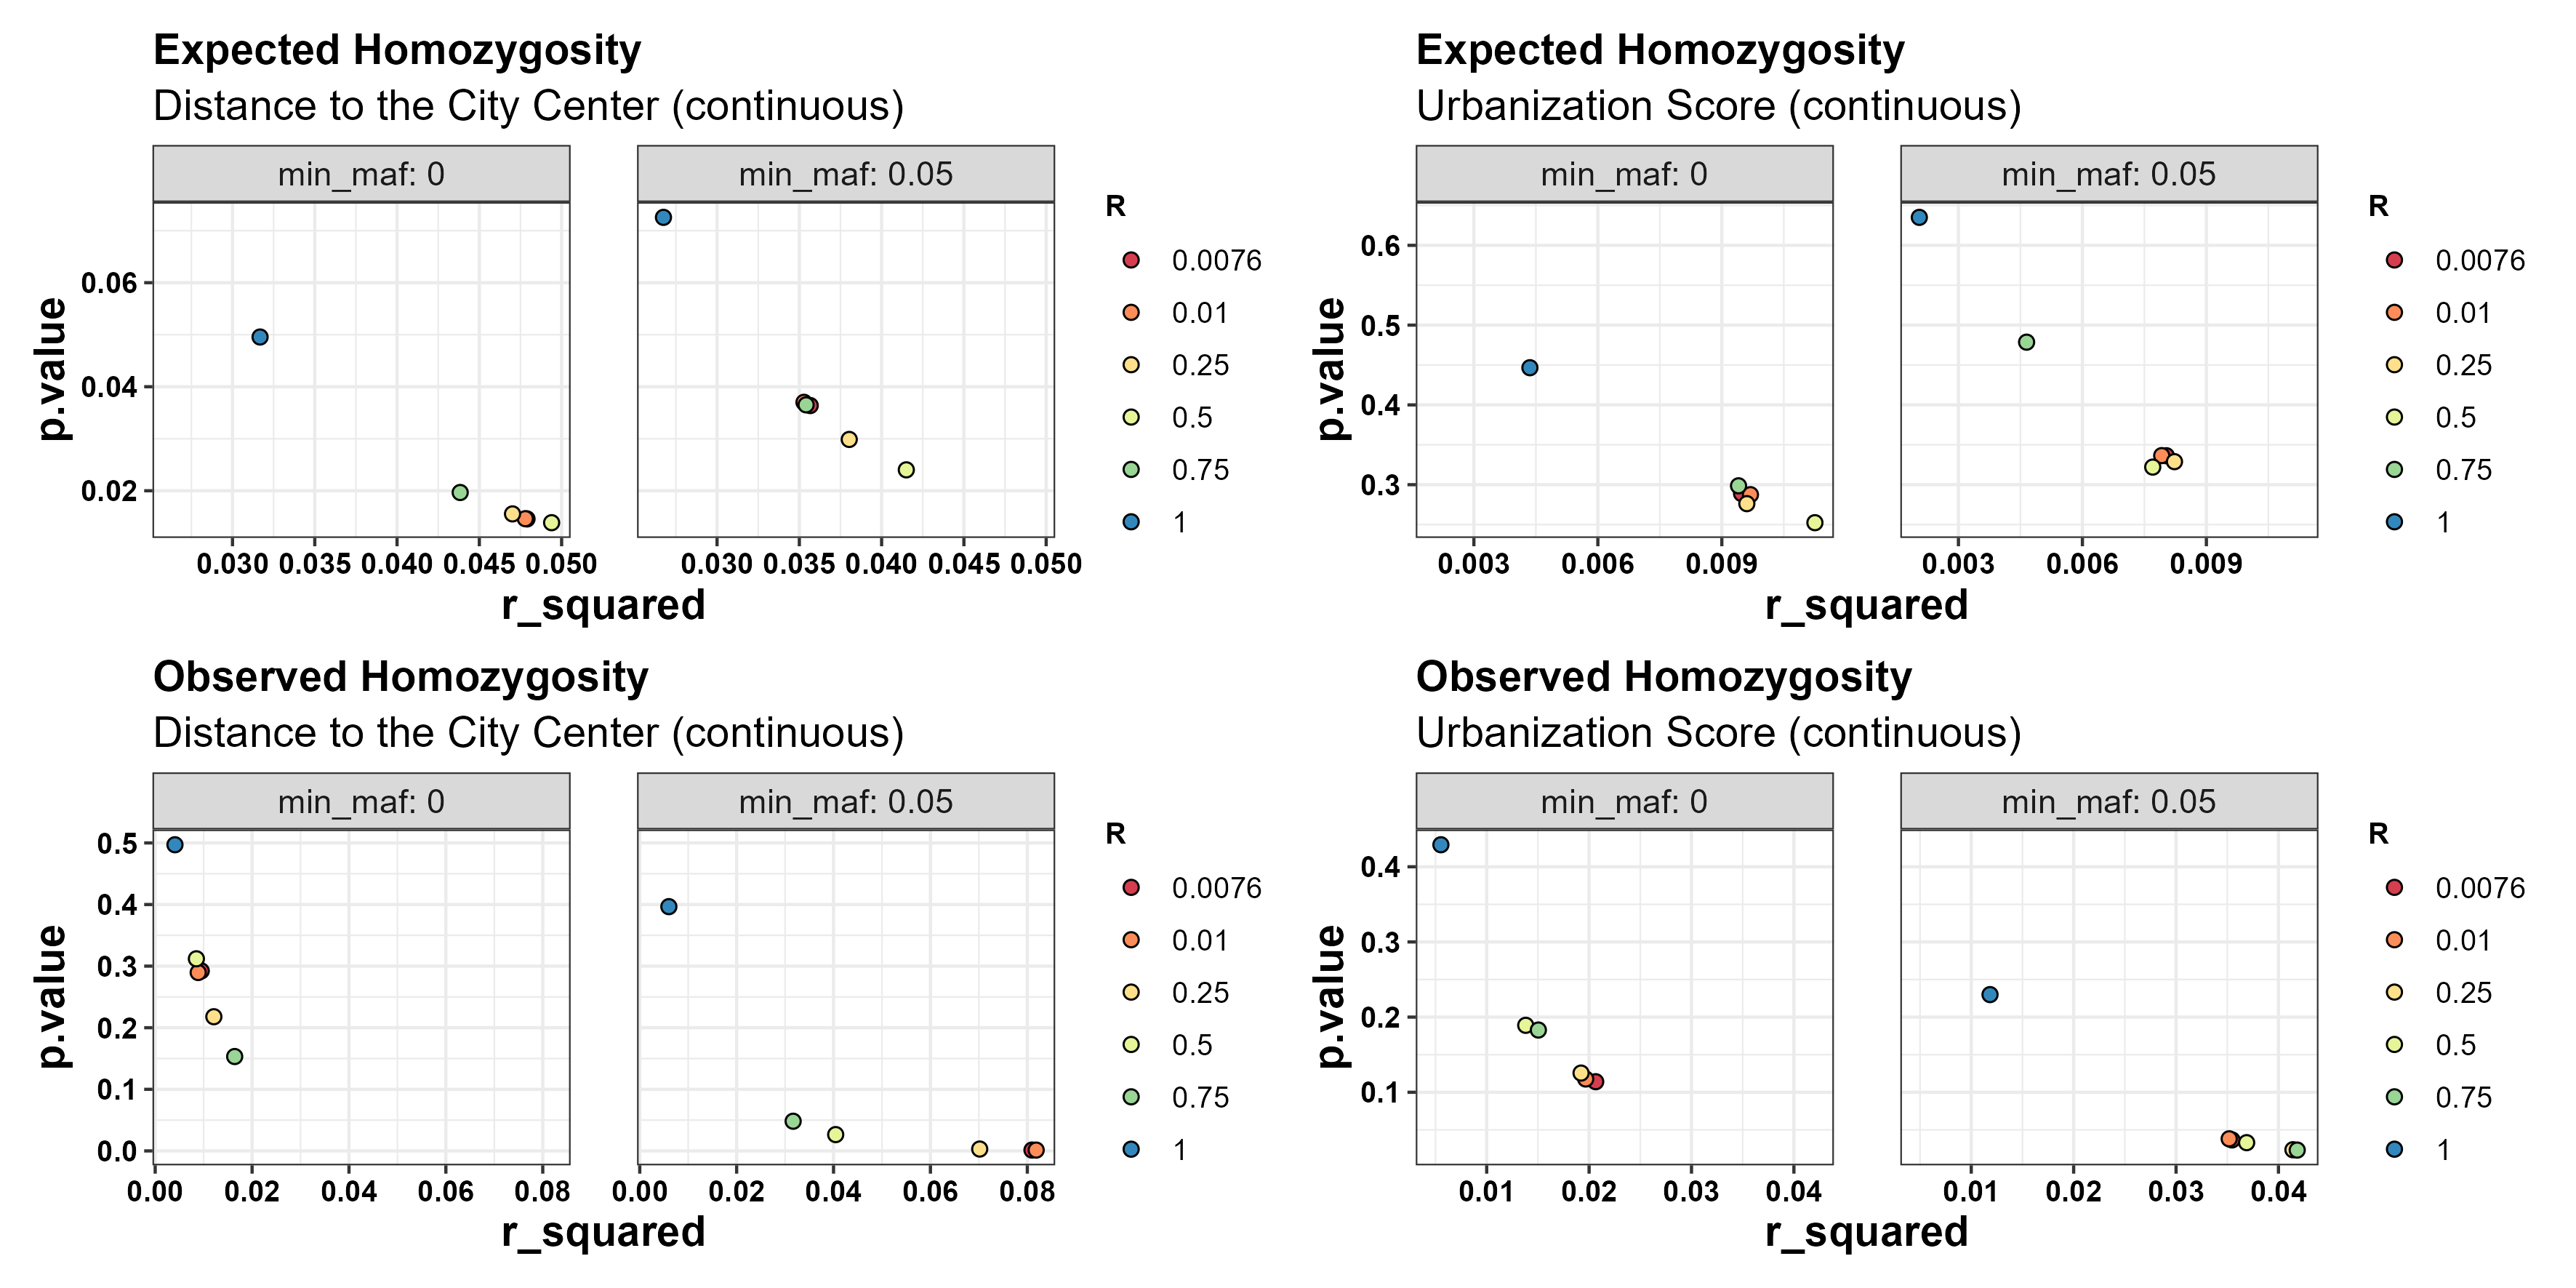 Expected Homozygosity
Distance to the City Center (continuous)
min_maf: 0
min_maf: 0.05
p.value
0.06
0.04
0.02
0.030 0.035 0.040 0.045 0.050
0.030 0.035 0.040 0.045 0.050
r_squared
R
0.0076
0.01
0.25
0.5
0.75
1
Expected Homozygosity
Urbanization Score (continuous)
min_maf: 0
min_maf: 0.05
p.value
0.6
0.5
0.4
0.3
0.003 0.006 0.009
0.003 0.006 0.009
r_squared
R
0.0076
0.01
0.25
0.5
0.75
1
Observed Homozygosity
Distance to the City Center (continuous)
min_maf: 0
min_maf: 0.05
p.value
0.5
0.4
0.3
0.2
0.1
0.0
0.00 0.02 0.04 0.06 0.08
0.00 0.02 0.04 0.06 0.08
r_squared
R
0.0076
0.01
0.25
0.5
0.75
1
Observed Homozygosity
Urbanization Score (continuous)
min_maf: 0
min_maf: 0.05
p.value
0.4
0.3
0.2
0.1
0.01 0.02 0.03 0.04
0.01 0.02 0.03 0.04
r_squared
R
0.0076
0.01
0.25
0.5
0.75
1